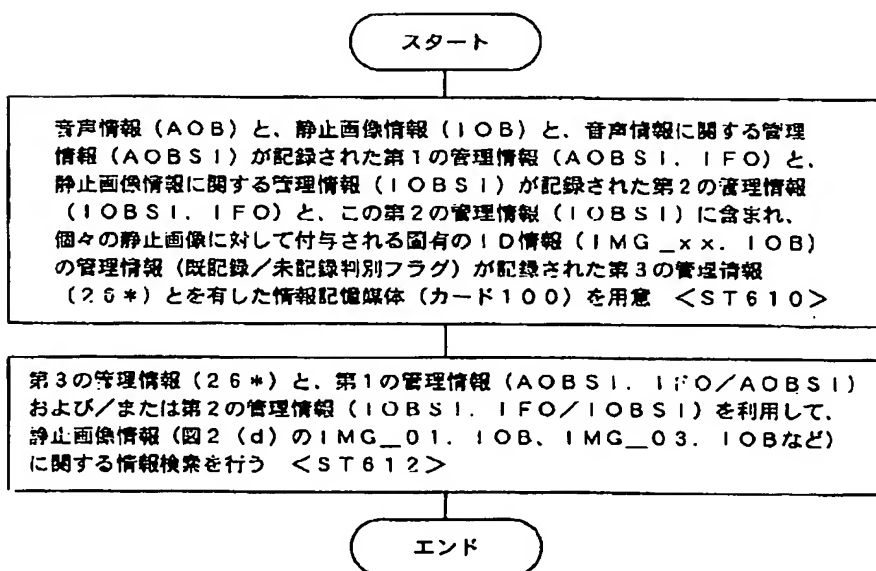 スタート
音声情報(AOB)と、静止画像情報(IOB)と、音声情報に関する管理
情報(AOBSI)が記録された第1の管理情報(AOBSI.IFO)と、
静止画像情報に関する管理情報(IOBSI)が記録された第2の管理情報
(IOBSI.IFO)と、この第2の管理情報(IOBSI)に含まれ、
個々の静止画像に対して付与される固有のID情報(IMG_xx.IOB)
の管理情報(既記録/未記録判別フラグ)が記録された第3の管理情報
(26*)とを有した情報記憶媒体(カード100)を用意 <ST610>
第3の管理情報(26*)と、第1の管理情報(AOBSI.IFO/AOBSI)
および/または第2の管理情報(IOBSI.IFO/IOBSI)を利用して、
静止画像情報(図2(d)のIMG_01.IOB、IMG_03.IOBなど)
に関する情報検索を行う <ST612>
エンド